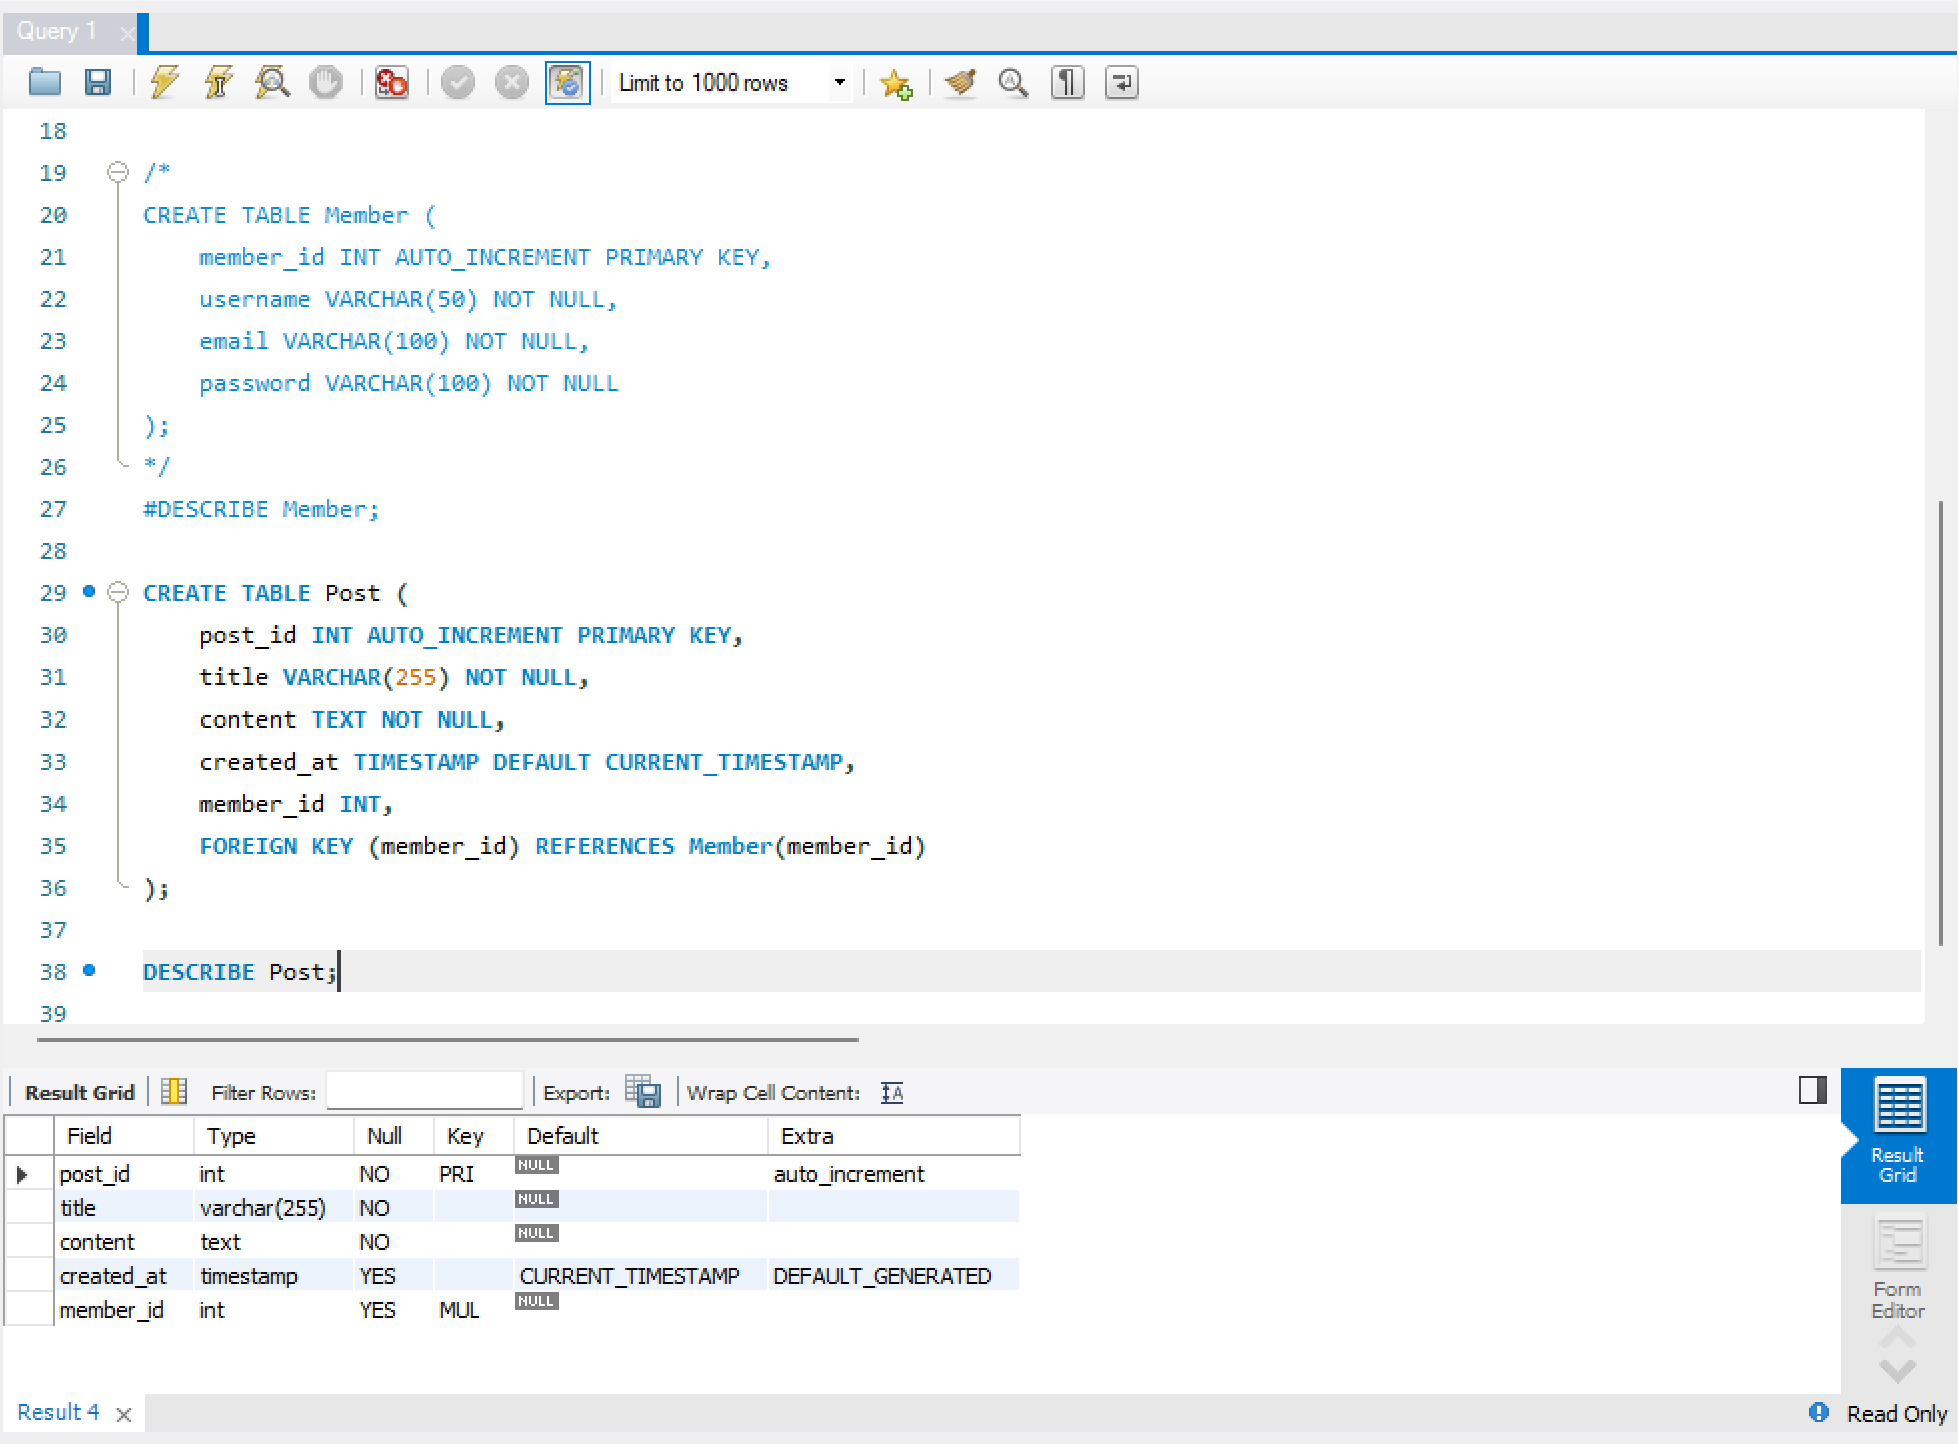 Query 1
Limit to 1000 rows
18
19 /*
20 CREATE TABLE Member (
21 member_id INT AUTO_INCREMENT PRIMARY KEY,
22 username VARCHAR(50) NOT NULL,
23 email VARCHAR(100) NOT NULL,
24 password VARCHAR(100) NOT NULL
25 );
26 */
27 #DESCRIBE Member;
28
29 CREATE TABLE Post (
30 post_id INT AUTO_INCREMENT PRIMARY KEY,
31 title VARCHAR(255) NOT NULL,
32 content TEXT NOT NULL,
33 created_at TIMESTAMP DEFAULT CURRENT_TIMESTAMP,
34 member_id INT,
35 FOREIGN KEY (member_id) REFERENCES Member(member_id)
36 );
37
38 DESCRIBE Post;
39
Result Grid Filter Rows: Export: Wrap Cell Content:
Field Type Null Key Default Extra
post_id int NO PRI NULL auto_increment
title varchar(255) NO NULL
content text NO NULL
created_at timestamp YES CURRENT_TIMESTAMP DEFAULT_GENERATED
member_id int YES MUL NULL
Result
Grid
Form
Editor
Result 4 Read Only